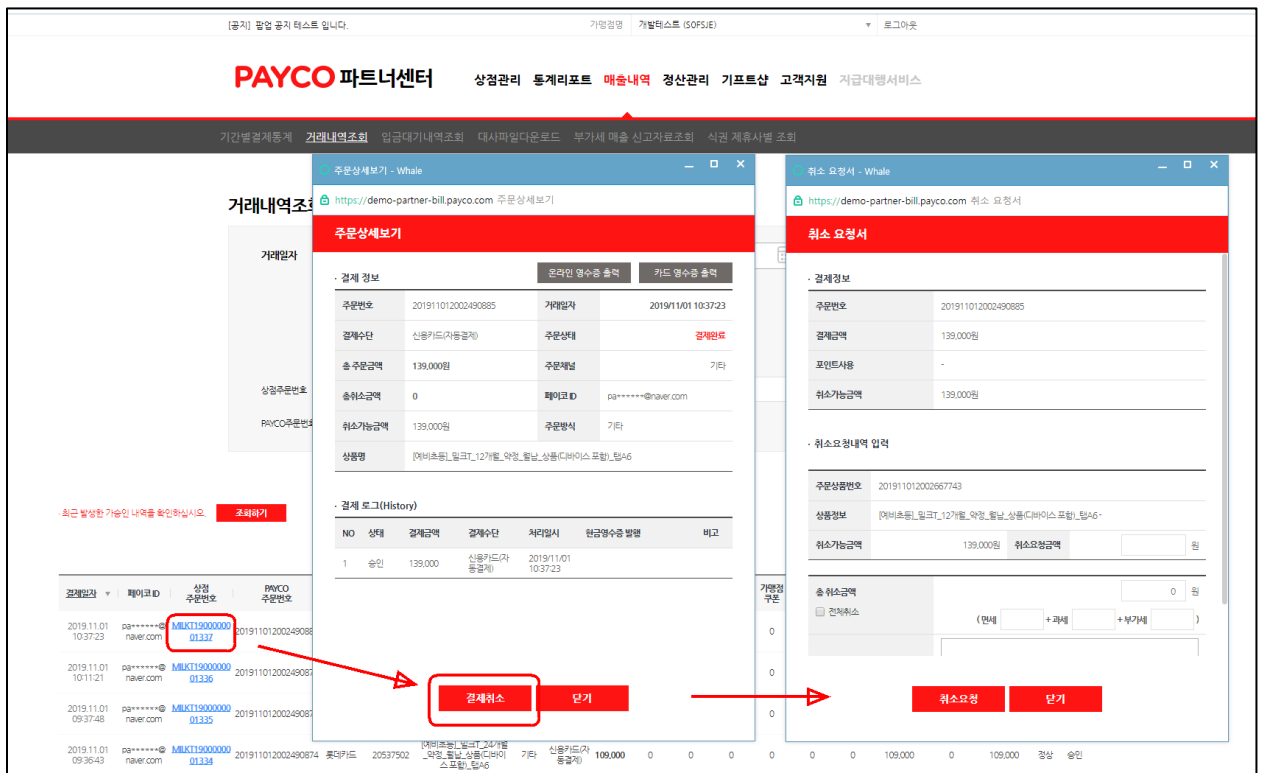 [공지] 팝업 공지 테스트 입니다.
가맹점명 개발테스트 (SOFSJE) ▼ 로그아웃
PAYCO 파트너센터
상점관리 통계리포트 매출내역 정산관리 기프트샵 고객지원 지급대행서비스
기간별결제통계 거래내역조회 입금대기내역조회 대사파일다운로드 부가세 매출 신고자료조회 식권 제휴사별 조회
거래내역조
거래일자
상점주문번호
PAYCO주문번호
최근 발생한 가승인 내역을 확인하십시오. 조회하기
주문상세보기 - Whale
https://demo-partner-bill.payco.com 주문상세보기
주문상세보기
· 결제 정보 온라인 영수증 출력 카드 영수증 출력
주문번호 201911012002490885 거래일자 2019/11/01 10:37:23
결제수단 신용카드(자동결제) 주문상태 결제완료
총 주문금액 139,000원 주문채널 기타
총취소금액 0 페이코 ID pa******@naver.com
취소가능금액 139,000원 주문방식 기타
상품명 [예비초등]_밀크T_12개월_약정_월납_상품(디바이스 포함)_탭A6
· 결제 로그(History)
NO 상태 결제금액 결제수단 처리일시 현금영수증 발행 비고
1 승인 139,000 신용카드(자동결제) 2019/11/01 10:37:23
결제취소 닫기
취소 요청서 - Whale
https://demo-partner-bill.payco.com 취소 요청서
취소 요청서
· 결제정보
주문번호 201911012002490885
결제금액 139,000원
포인트사용 -
취소가능금액 139,000원
· 취소요청내역 입력
주문상품번호 201911012002667743
상품정보 [예비초등]_밀크T_12개월_약정_월납_상품(디바이스 포함)_탭A6 -
취소가능금액 139,000원 취소요청금액 원
총 취소금액 0 원
전체취소 (면세 +과세 +부가세 )
취소요청 닫기
결제일자 ▼ 페이코 ID 상점 주문번호 PAYCO 주문번호 가맹점 쿠폰
2019.11.01 10:37:23 pa******@naver.com MILKT1900000001337 20191101200249088 0
2019.11.01 10:11:21 pa******@naver.com MILKT1900000001336 20191101200249087 0
2019.11.01 09:37:48 pa******@naver.com MILKT1900000001335 20191101200249087 0
2019.11.01 09:36:43 pa******@naver.com MILKT1900000001334 201911012002490874 롯데카드 20537502 [예비초등]_밀크T_24개월_약정_월납_상품(디바이스 포함)_탭A6 기타 신용카드(자동결제) 109,000 0 0 0 0 0 0 109,000 0 109,000 정상 승인